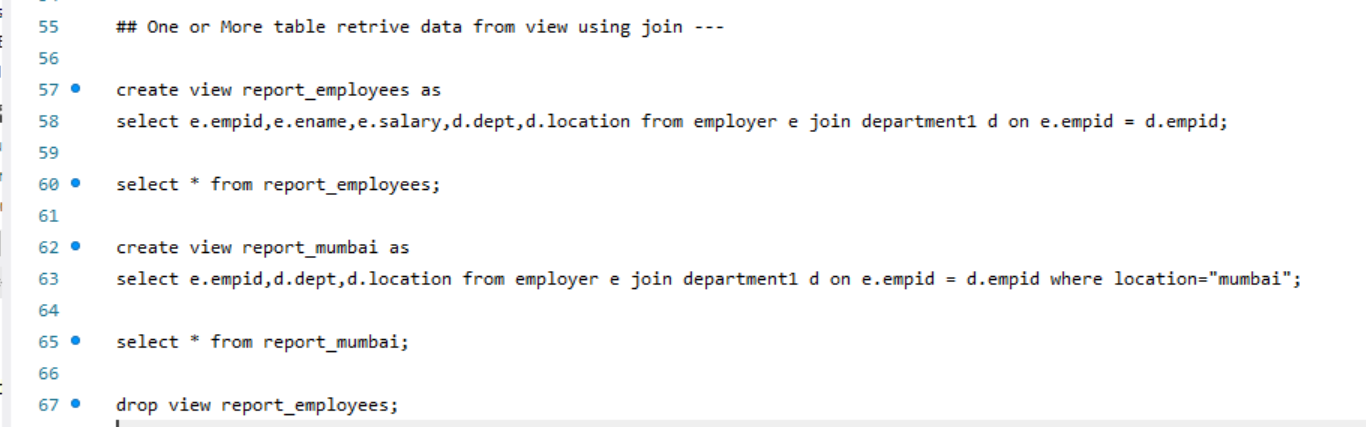 55 ## One or More table retrive data from view using join ---
56
57 create view report_employees as
58 select e.empid,e.ename,e.salary,d.dept,d.location from employer e join department1 d on e.empid = d.empid;
59
60 select * from report_employees;
61
62 create view report_mumbai as
63 select e.empid,d.dept,d.location from employer e join department1 d on e.empid = d.empid where location="mumbai";
64
65 select * from report_mumbai;
66
67 drop view report_employees;